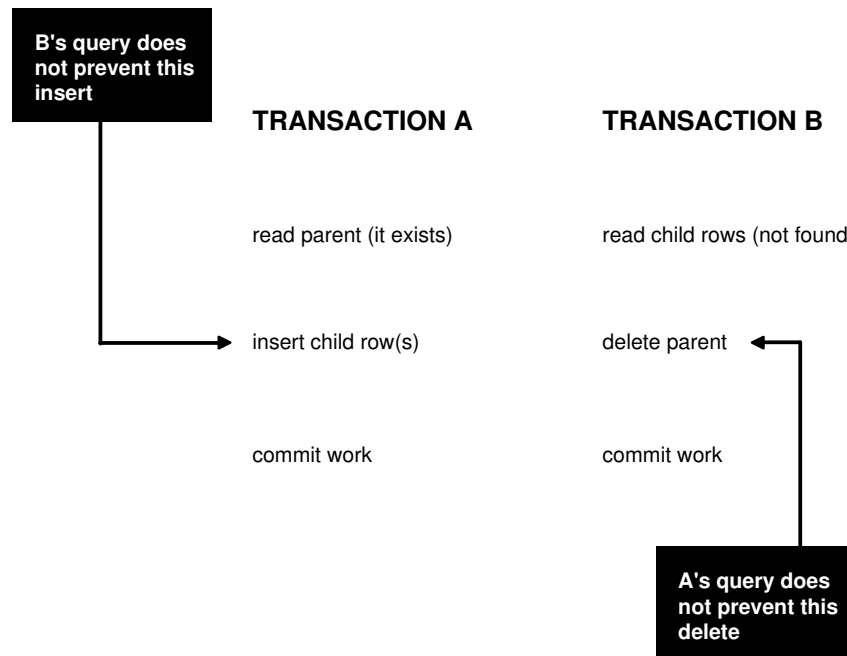 B's query does
not prevent this
insert
TRANSACTION A TRANSACTION B
read parent (it exists) read child rows (not found
insert child row(s) delete parent
commit work commit work
A's query does
not prevent this
delete